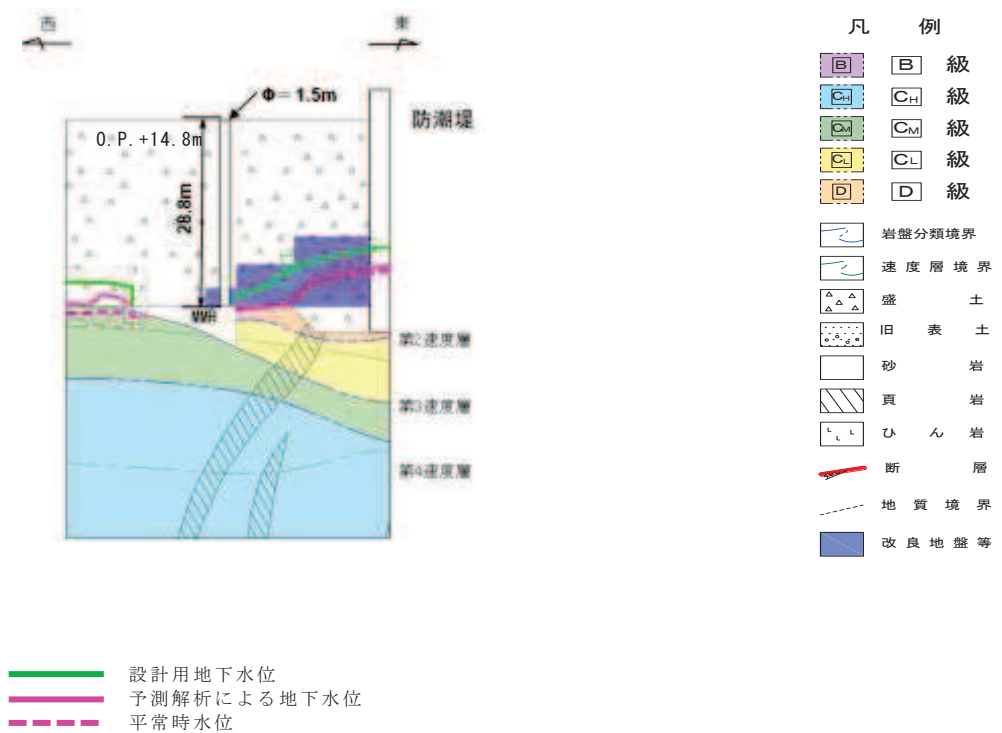 西
東
Φ= 1.5m
防潮堤
O.P.+14.8m
28.8m
第2速度層
第3速度層
第4速度層
凡 例
B B 級
CH CH 級
CM CM 級
CL CL 級
D D 級
岩盤分類境界
速度層境界
盛 土
旧 表 土
砂 岩
頁 岩
ひ ん 岩
断 層
地 質 境 界
改 良 地 盤 等
設計用地下水位
予測解析による地下水位
平常時水位